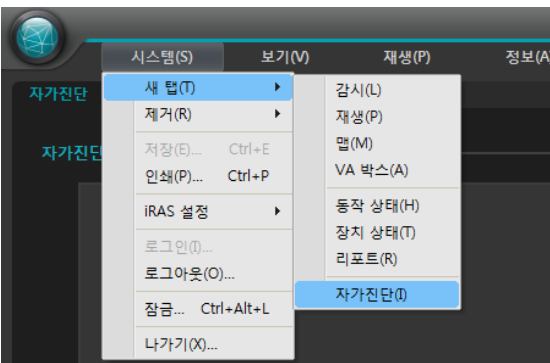 시스템(S) 보기(V) 재생(P) 정보(A
자가진단
자가진단
새 탭(T)
제거(R)
저장(E)... Ctrl+E
인쇄(P)... Ctrl+P
iRAS 설정
로그인(I)...
로그아웃(O)...
잠금... Ctrl+Alt+L
나가기(X)...
감시(L)
재생(P)
맵(M)
VA 박스(A)
동작 상태(H)
장치 상태(T)
리포트(R)
자가진단(I)